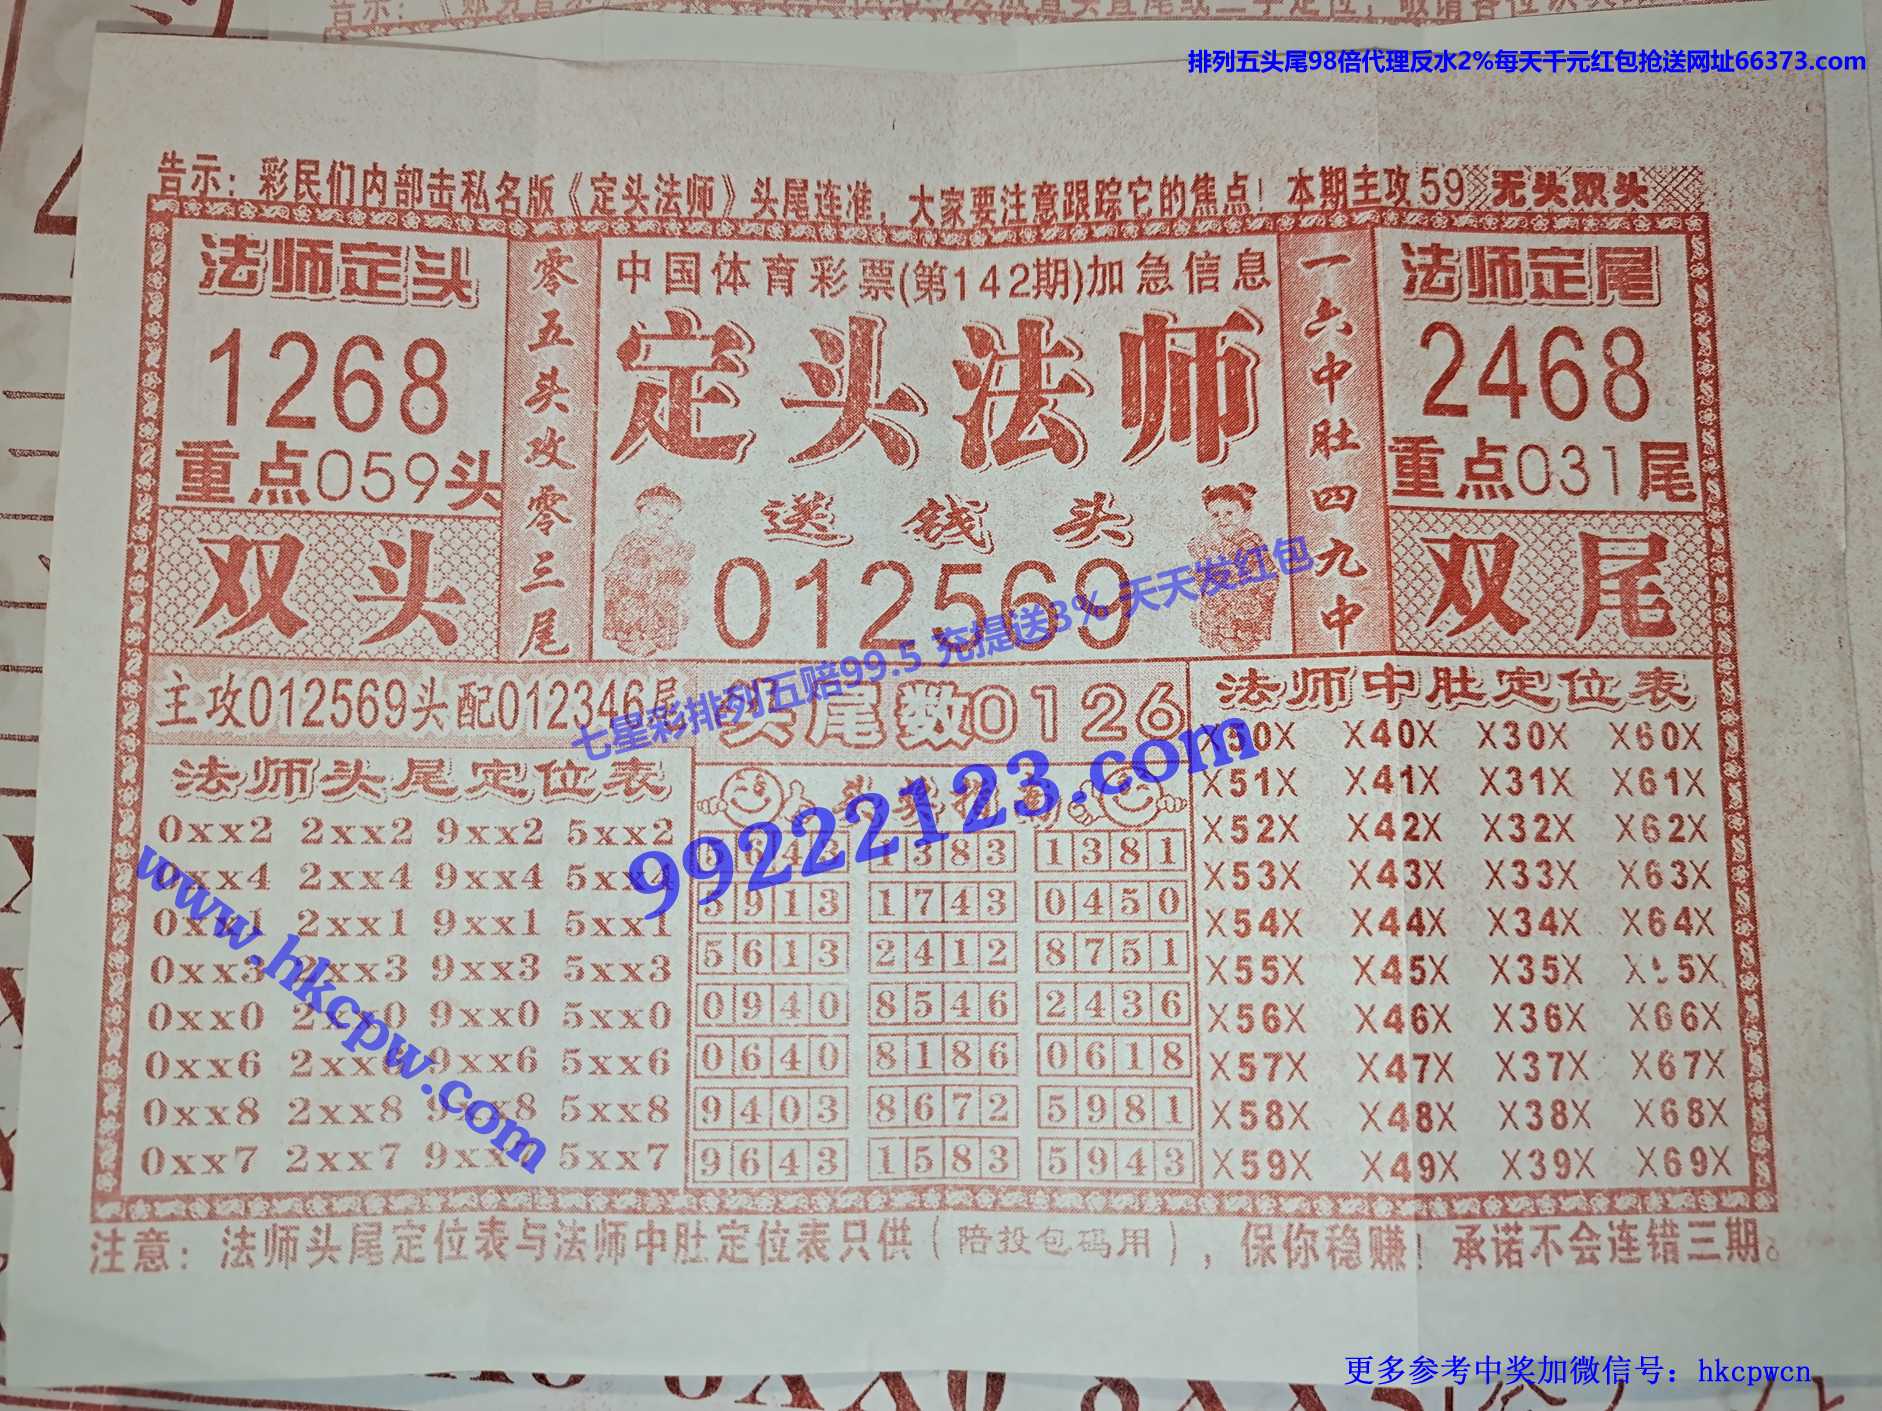 排列五头尾98倍代理反水2%每天千元红包抢送网址66373.com
告示：彩民们内部击私名版《定头法师》头尾连准，大家要注意跟踪它的焦点！本期主攻59 无头双头
法师定头
1268
重点059头
双头
零五头攻零三尾
中国体育彩票(第142期)加急信息
定头法师
送钱头
012569
一六中肚四九中
法师定尾
2468
重点031尾
双尾
主攻012569头配012346尾
尾数0126
七星彩排列五赔99.5 充提送3% 天天发红包
99222123.com
www.hkcpw.com
法师头尾定位表
0xx2 2xx2 9xx2 5xx2
0xx4 2xx4 9xx4 5xx4
0xx1 2xx1 9xx1 5xx1
0xx3 2xx3 9xx3 5xx3
0xx0 2xx0 9xx0 5xx0
0xx6 2xx6 9xx6 5xx6
0xx8 2xx8 9xx8 5xx8
0xx7 2xx7 9xx7 5xx7
1383 1381
3913 1743 0450
5613 2412 8751
0940 8546 2436
0640 8186 0618
9403 8672 5981
9643 1583 5943
法师中肚定位表
X50X X40X X30X X60X
X51X X41X X31X X61X
X52X X42X X32X X62X
X53X X43X X33X X63X
X54X X44X X34X X64X
X55X X45X X35X
X56X X46X X36X X66X
X57X X47X X37X X67X
X58X X48X X38X X68X
X59X X49X X39X X69X
注意：法师头尾定位表与法师中肚定位表只供（陪投包码用），保你稳赚！承诺不会连错三期。
更多参考中奖加微信号：hkcpwcn